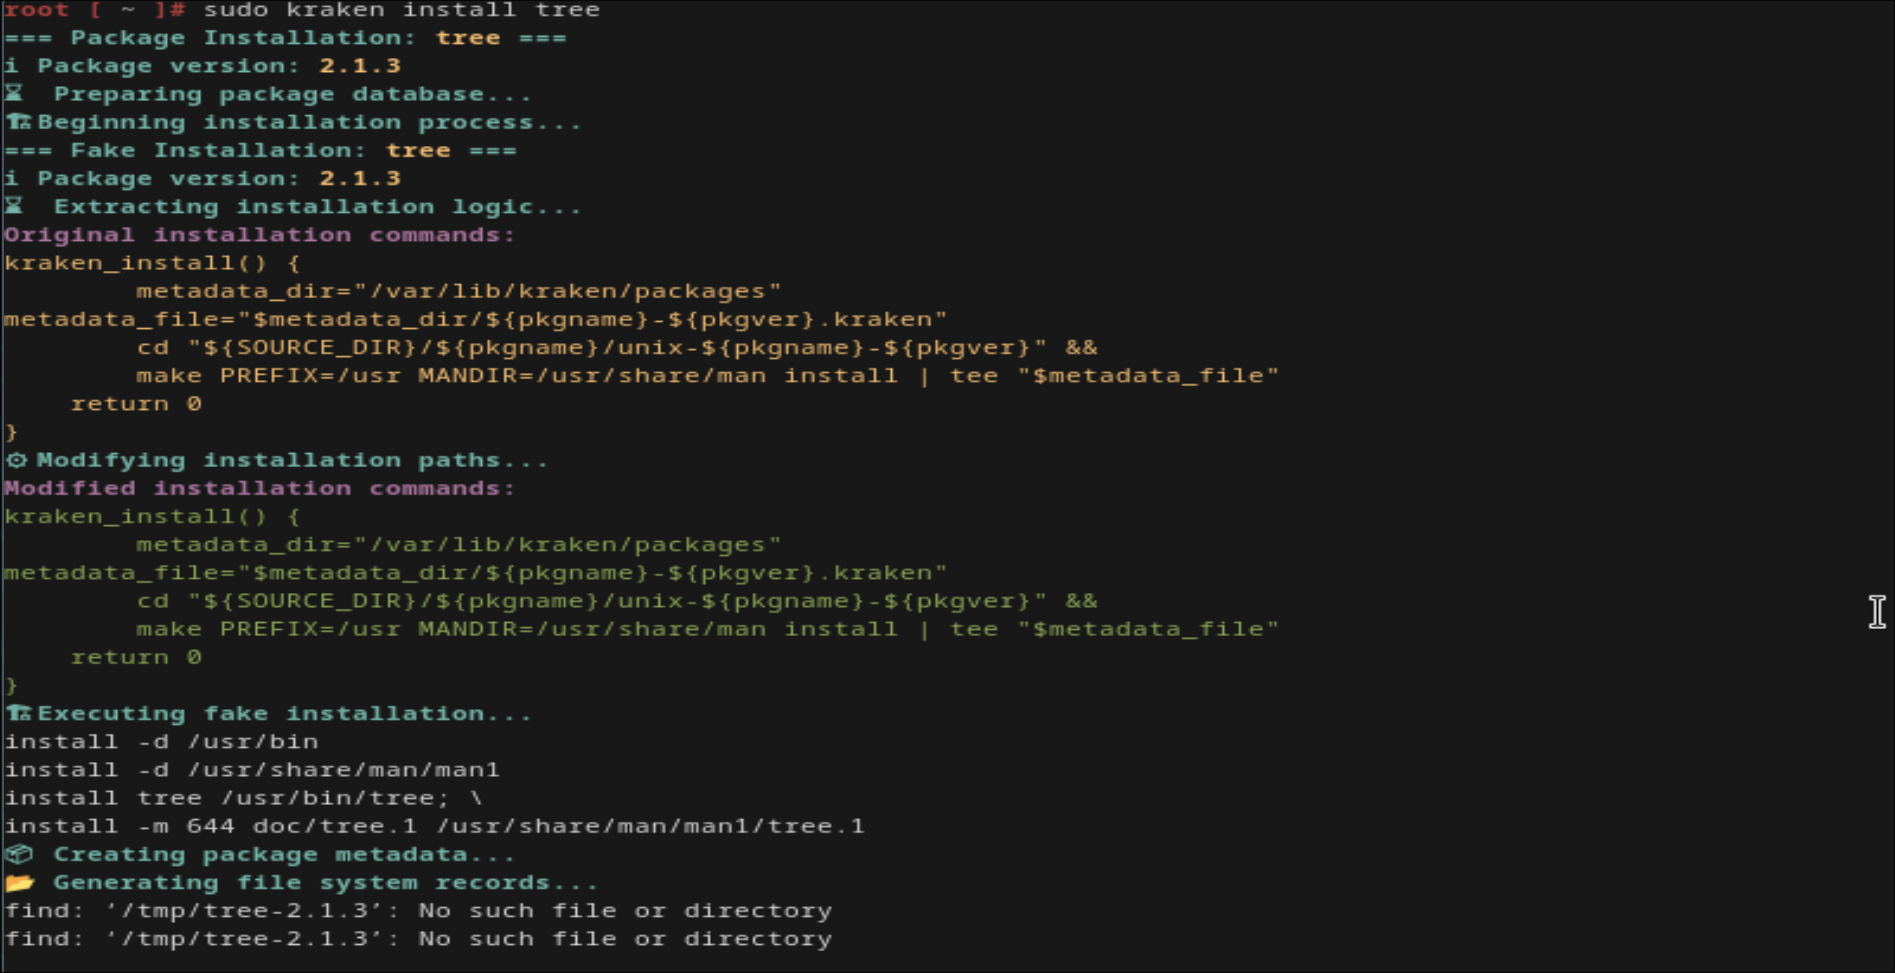 root [ ~ ]# sudo kraken install tree
=== Package Installation: tree ===
i Package version: 2.1.3
⌛ Preparing package database...
🏗Beginning installation process...
=== Fake Installation: tree ===
i Package version: 2.1.3
⌛ Extracting installation logic...
Original installation commands:
kraken_install() {
        metadata_dir="/var/lib/kraken/packages"
metadata_file="$metadata_dir/${pkgname}-${pkgver}.kraken"
        cd "${SOURCE_DIR}/${pkgname}/unix-${pkgname}-${pkgver}" &&
        make PREFIX=/usr MANDIR=/usr/share/man install | tee "$metadata_file"
    return 0
}
⚙ Modifying installation paths...
Modified installation commands:
kraken_install() {
        metadata_dir="/var/lib/kraken/packages"
metadata_file="$metadata_dir/${pkgname}-${pkgver}.kraken"
        cd "${SOURCE_DIR}/${pkgname}/unix-${pkgname}-${pkgver}" &&
        make PREFIX=/usr MANDIR=/usr/share/man install | tee "$metadata_file"
    return 0
}
🏗Executing fake installation...
install -d /usr/bin
install -d /usr/share/man/man1
install tree /usr/bin/tree; \
install -m 644 doc/tree.1 /usr/share/man/man1/tree.1
📦 Creating package metadata...
📂 Generating file system records...
find: ‘/tmp/tree-2.1.3’: No such file or directory
find: ‘/tmp/tree-2.1.3’: No such file or directory